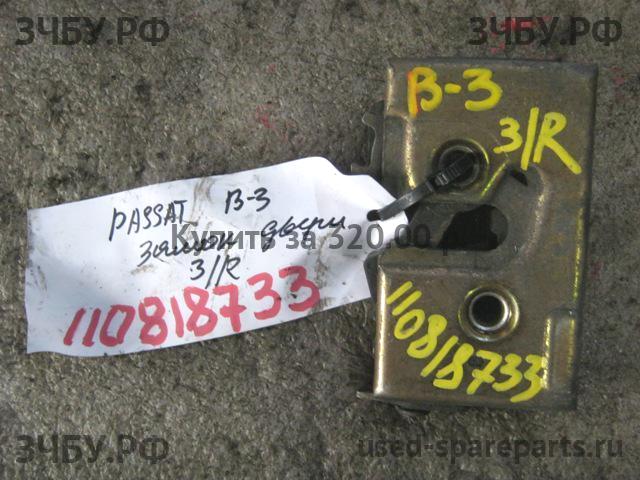 ЗЧБУ.РФ
ЗЧБУ.РФ
B-3
3/R
PASSAT B-3
Замок двери
3/R
110818733
Купить за 320,00
110818733
ЗЧБУ.РФ
used-spareparts.ru